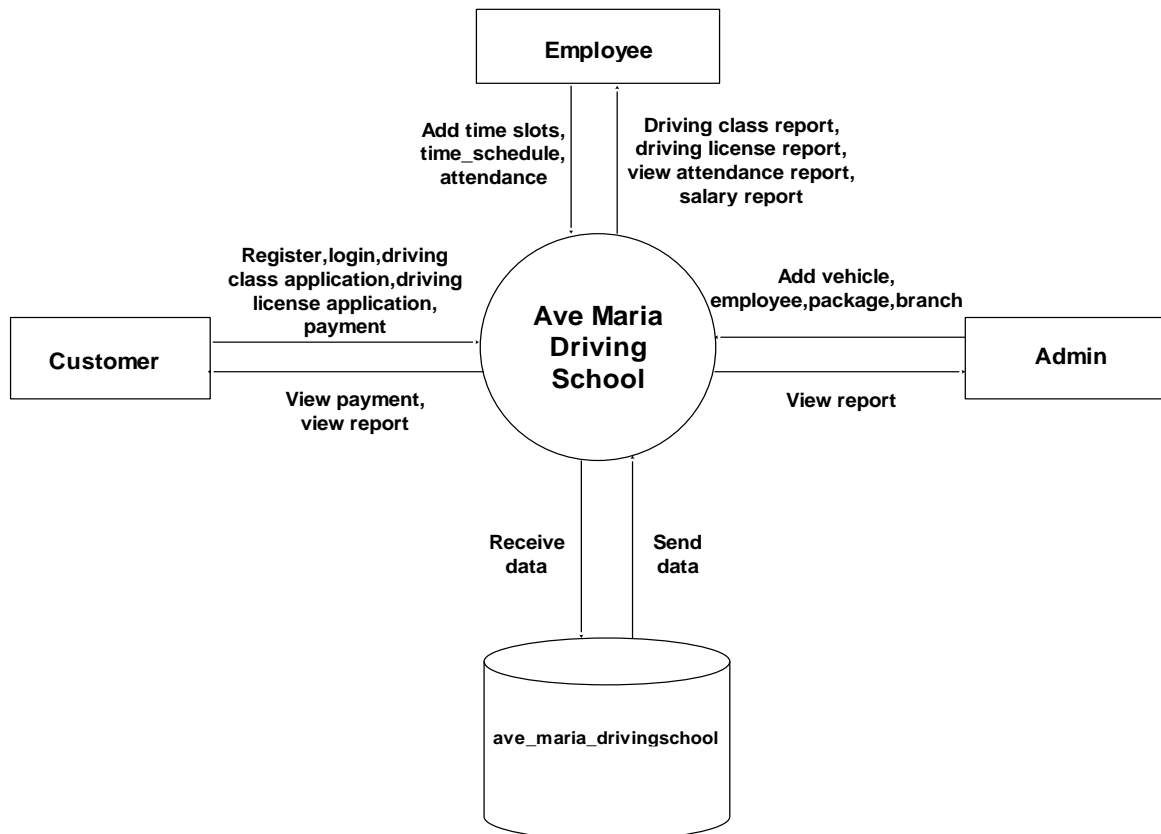 Employee
Add time slots,
time_schedule,
attendance
Driving class report,
driving license report,
view attendance report,
salary report
Register,login,driving
class application,driving
license application,
payment
Add vehicle,
employee,package,branch
Customer
Ave Maria
Driving
School
Admin
View payment,
view report
View report
Receive
data
Send
data
ave_maria_drivingschool